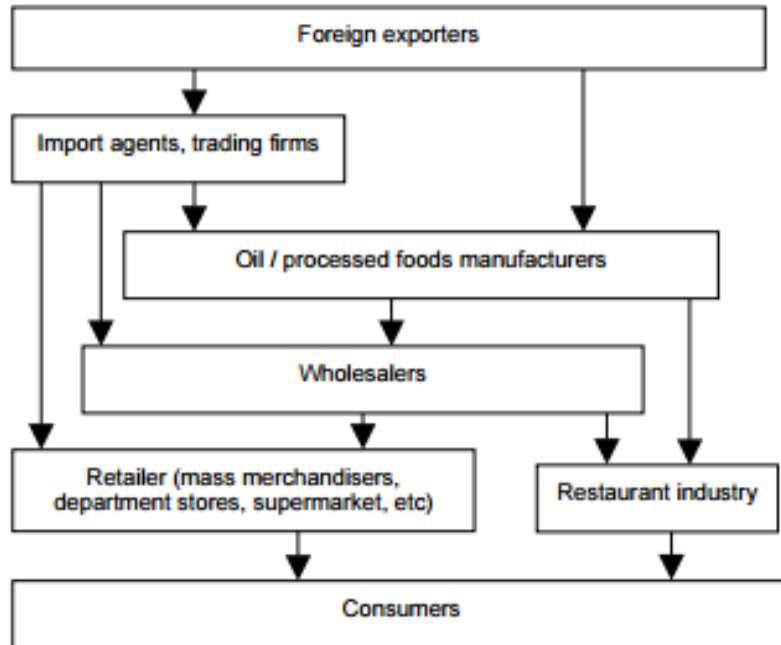 Foreign exporters
Import agents, trading firms
Oil / processed foods manufacturers
Wholesalers
Retailer (mass merchandisers,
department stores, supermarket, etc)
Restaurant industry
Consumers